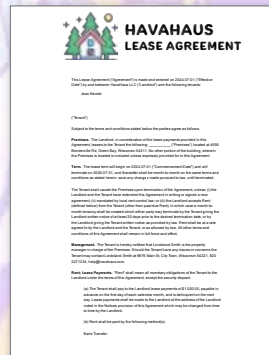 HAVAHAUS
LEASE AGREEMENT
This Lease Agreement ("Agreement") is made and entered on 2024-07-01 ("Effective
Date") by and between HavaHaus LLC ("Landlord") and the following tenants:
Jean Nicolet
("Tenant")
Subject to the terms and conditions stated below the parties agree as follows:
Premises. The Landlord, in consideration of the lease payments provided in this
Agreement, leases to the Tenant the following: ("Premises") located at
Green Bay, Wisconsin 54311. No other portion of the building, wherein
the Premises is located is included unless expressly provided for in this Agreement.
Term. The lease term will begin on 2024-07-01 ("Commencement Date") and will
terminate on 2025-07-01, and thereafter shall be month to month on the same terms and
conditions as stated herein, save any change made pursuant to law, until terminated.
The Tenant shall vacate the Premises upon termination of the Agreement, unless: (i) the
Landlord and the Tenant have extended this Agreement in writing or signed a new
agreement; (ii) mandated by local rent control law; or (iii) the Landlord accepts Rent
(defined below) from the Tenant (other than past due Rent), in which case a month-to-
month tenancy shall be created which either party may terminate by the Tenant giving the
Landlord written notice of at least 30 days prior to the desired termination date, or by
the Landlord giving the Tenant written notice as provided by law. Rent shall be at a rate
agreed to by the Landlord and the Tenant, or as allowed by law. All other terms and
conditions of this Agreement shall remain in full force and effect.
Management. The Tenant is hereby notified that Lordsland Smith is the property
manager in charge of the Premises. Should the Tenant have any issues or concerns the
Tenant may contact Lordsland Smith at 9876 Main St, City Town, Wisconsin 54321, 920
2271234, help@havahaus.com.
Rent; Lease Payments. "Rent" shall mean all monetary obligations of the Tenant to the
Landlord under the terms of this Agreement, except the security deposit.
(a) The Tenant shall pay to the Landlord lease payments of $1,000.00, payable in
advance on the first day of each calendar month, and is delinquent on the next
day. Lease payments shall be made to the Landlord at the address of the Landlord
noted in the Notices provision of this Agreement which may be changed from time
to time by the Landlord.
(b) Rent shall be paid by the following method(s):
Bank Transfer